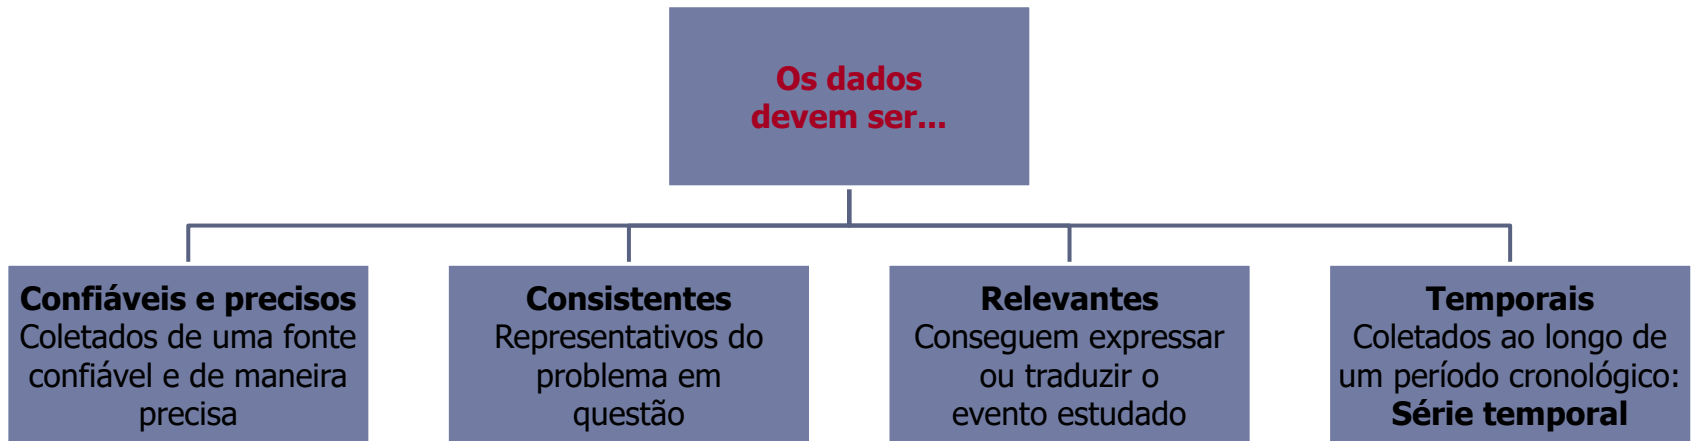 Os dados
devem ser...
Confiáveis e precisos
Coletados de uma fonte
confiável e de maneira
precisa
Consistentes
Representativos do
problema em
questão
Relevantes
Conseguem expressar
ou traduzir o
evento estudado
Temporais
Coletados ao longo de
um período cronológico:
Série temporal